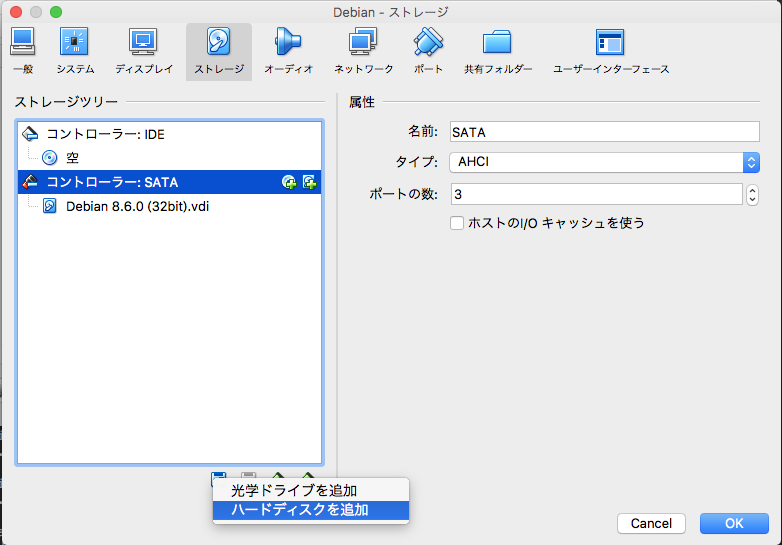 Debian - ストレージ
一般 システム ディスプレイ ストレージ オーディオ ネットワーク ポート 共有フォルダー ユーザーインターフェース
ストレージツリー
コントローラー: IDE
空
コントローラー: SATA
Debian 8.6.0 (32bit).vdi
光学ドライブを追加
ハードディスクを追加
属性
名前: SATA
タイプ: AHCI
ポートの数: 3
ホストのI/O キャッシュを使う
Cancel OK